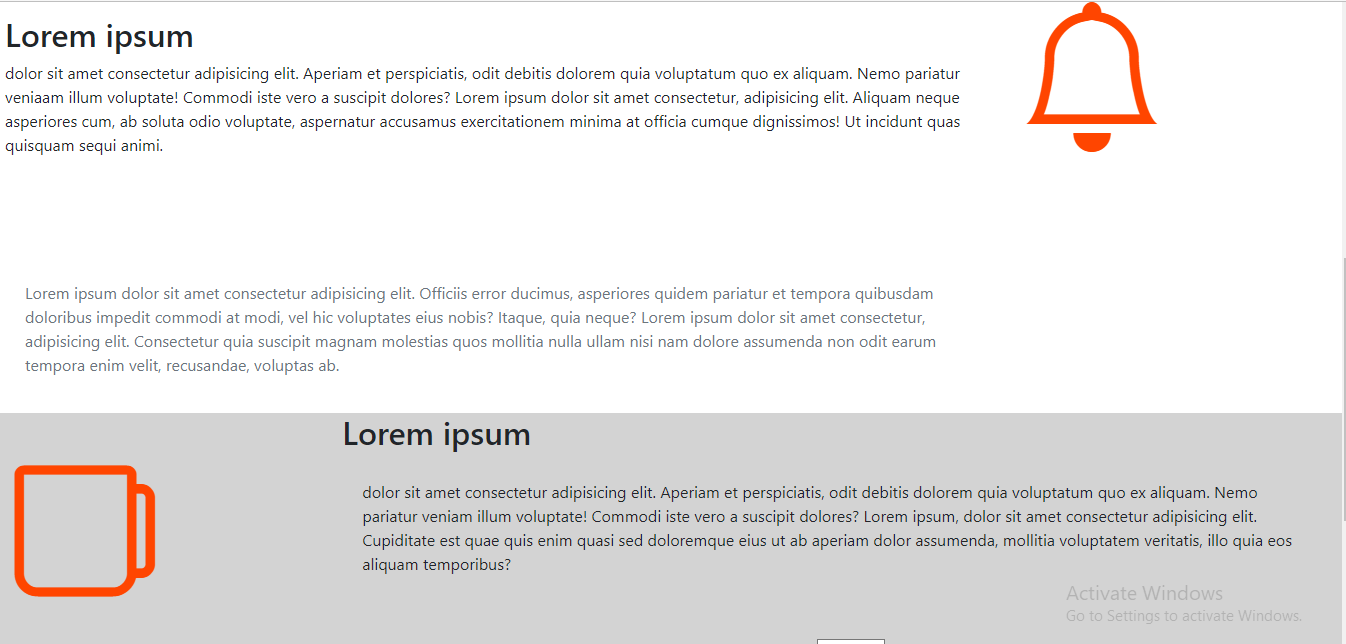 Lorem ipsum
dolor sit amet consectetur adipisicing elit. Aperiam et perspiciatis, odit debitis dolorem quia voluptatum quo ex aliquam. Nemo pariatur
veniaam illum voluptate! Commodi iste vero a suscipit dolores? Lorem ipsum dolor sit amet consectetur, adipisicing elit. Aliquam neque
asperiores cum, ab soluta odio voluptate, aspernatur accusamus exercitationem minima at officia cumque dignissimos! Ut incidunt quas
quisquam sequi animi.
Lorem ipsum dolor sit amet consectetur adipisicing elit. Officiis error ducimus, asperiores quidem pariatur et tempora quibusdam
doloribus impedit commodi at modi, vel hic voluptates eius nobis? Itaque, quia neque? Lorem ipsum dolor sit amet consectetur,
adipisicing elit. Consectetur quia suscipit magnam molestias quos mollitia nulla ullam nisi nam dolore assumenda non odit earum
tempora enim velit, recusandae, voluptas ab.
Lorem ipsum
dolor sit amet consectetur adipisicing elit. Aperiam et perspiciatis, odit debitis dolorem quia voluptatum quo ex aliquam. Nemo
pariatur veniam illum voluptate! Commodi iste vero a suscipit dolores? Lorem ipsum, dolor sit amet consectetur adipisicing elit.
Cupiditate est quae quis enim quasi sed doloremque eius ut ab aperiam dolor assumenda, mollitia voluptatem veritatis, illo quia eos
aliquam temporibus?
Activate Windows
Go to Settings to activate Windows.